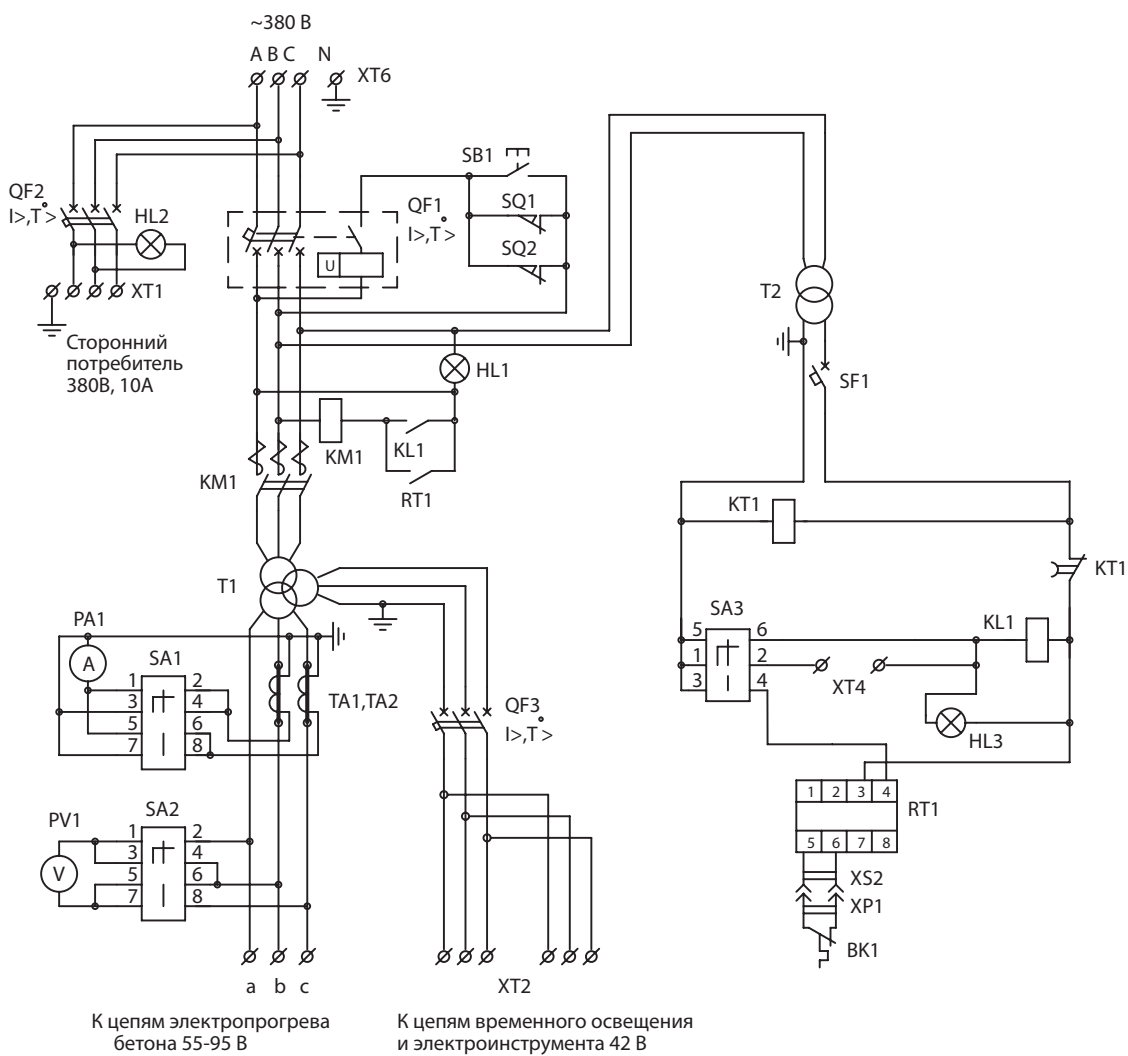 ~380 В
A B C N
XT6
QF2
I>,T°>
HL2
XT1
Сторонний
потребитель
380В, 10А
QF1
I>,T°>
U
SB1
SQ1
SQ2
HL1
KM1
KL1
RT1
KM1
T1
T2
SF1
KT1
KT1
SA3
5 6
1 2
3 4
KL1
XT4
HL3
1 2 3 4
RT1
5 6 7 8
XS2
XP1
BK1
PA1
A
SA1
1 2
3 4
5 6
7 8
TA1,TA2
QF3
I>,T°>
PV1
V
SA2
1 2
3 4
5 6
7 8
a b c
XT2
К цепям электропрогрева
бетона 55-95 В
К цепям временного освещения
и электроинструмента 42 В